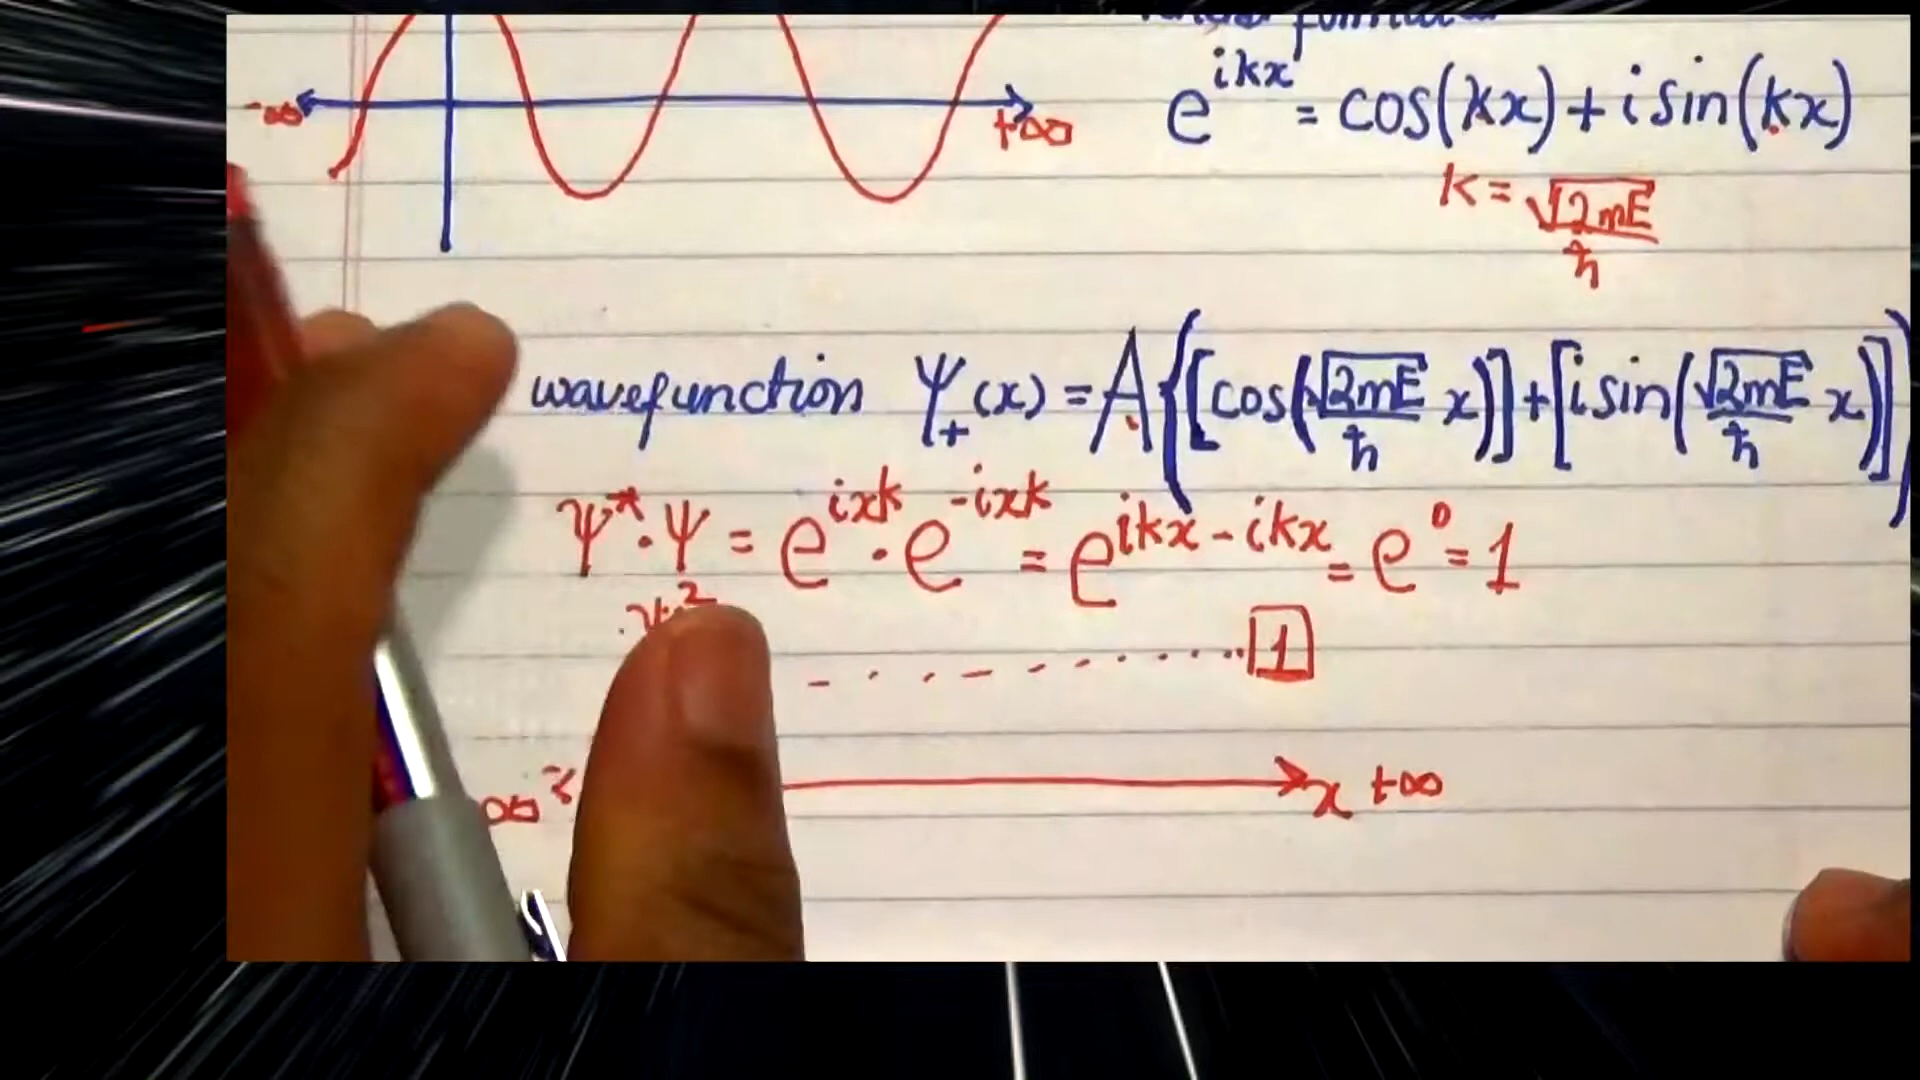 e^{ikx} = cos(kx) + i sin(kx)
-∞ +∞
k = √2mE / ħ
wavefunction Ψ₊(x) = A{[cos(√2mE/ħ x)] + [i sin(√2mE/ħ x)]}
Ψ*·Ψ = e^{ixk} · e^{-ixk} = e^{ikx - ikx} = e^0 = 1
1
∞ x +∞